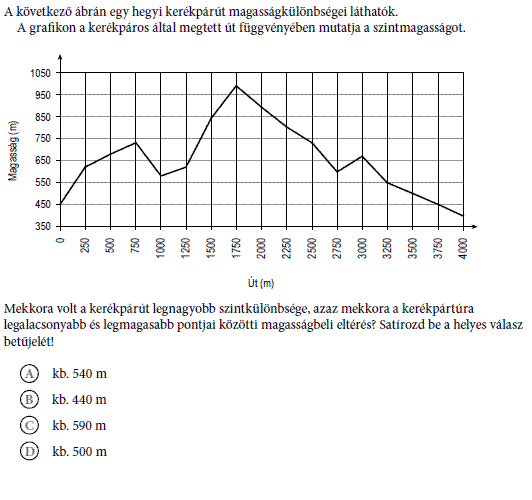 A következő ábrán egy hegyi kerékpárút magasságkülönbségei láthatók.
A grafikon a kerékpáros által megtett út függvényében mutatja a szintmagasságot.
Magasság (m)
1050
950
850
750
650
550
450
350
0 250 500 750 1000 1250 1500 1750 2000 2250 2500 2750 3000 3250 3500 3750 4000
Út (m)
Mekkora volt a kerékpárút legnagyobb szintkülönbsége, azaz mekkora a kerékpártúra
legalacsonyabb és legmagasabb pontjai közötti magasságbeli eltérés? Satírozd be a helyes válasz
betűjelét!
A kb. 540 m
B kb. 440 m
C kb. 590 m
D kb. 500 m